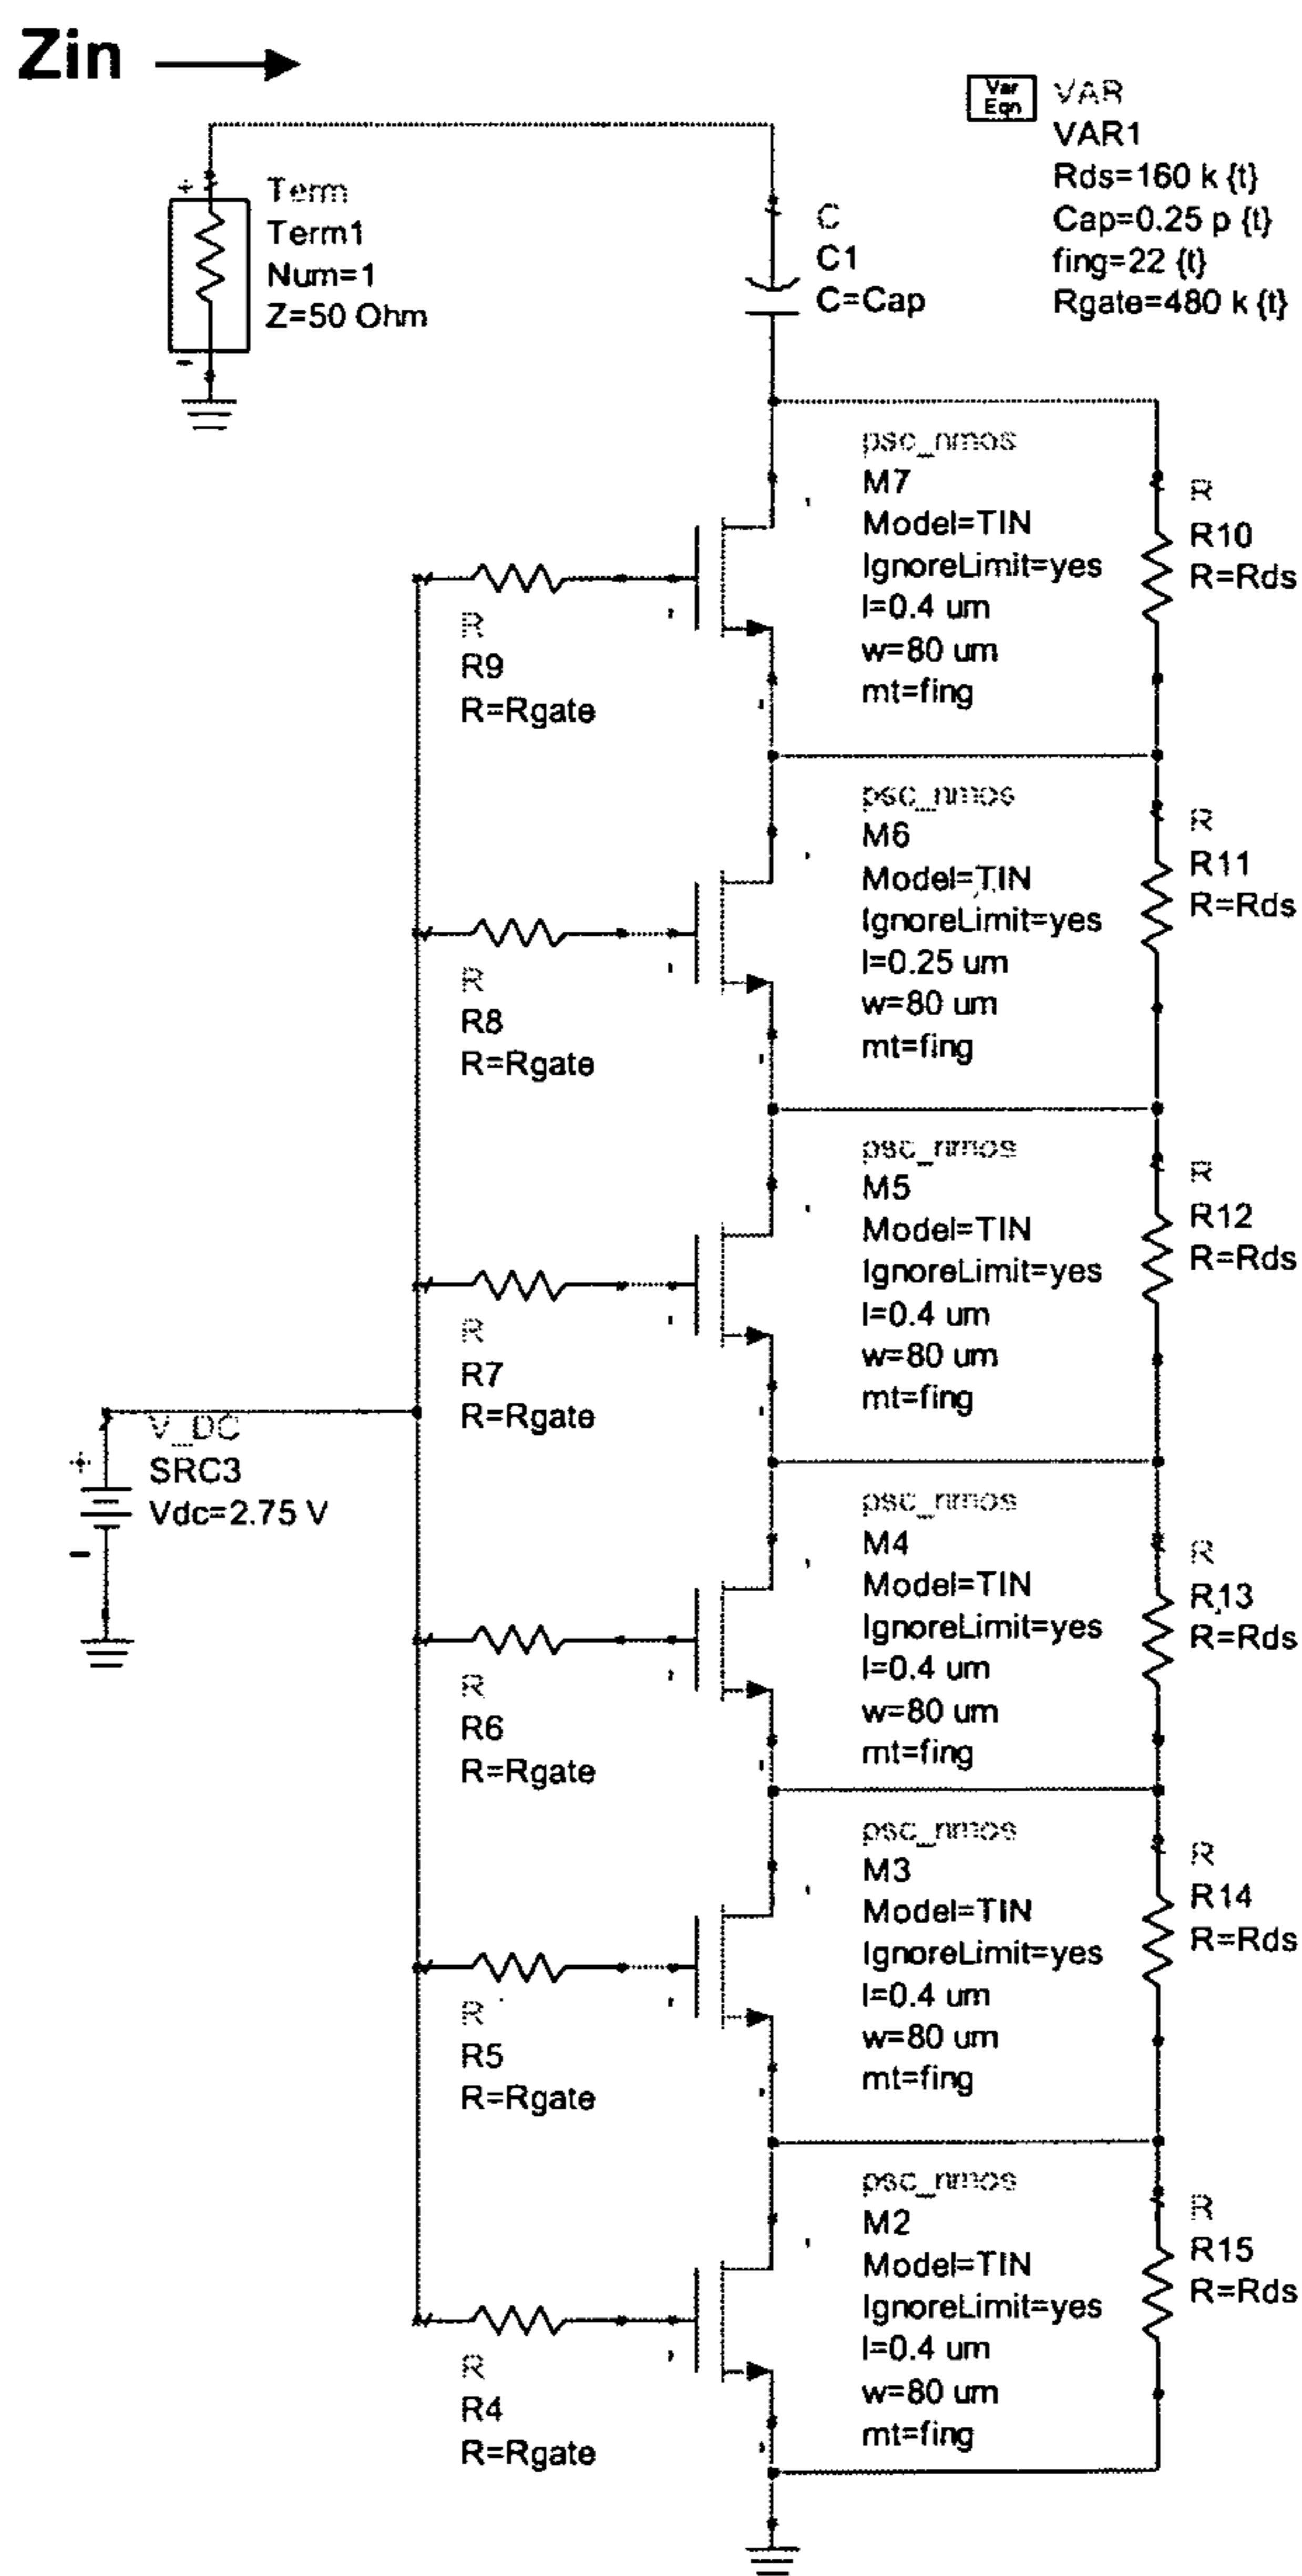 Zin
Var
Eqn
VAR
VAR1
Rds=160 k {t}
Cap=0.25 p {t}
fing=22 {t}
Rgate=480 k {t}
+
Term
Term1
Num=1
Z=50 Ohm
-
C
C1
C=Cap
psc_nmos
M7
Model=TIN
IgnoreLimit=yes
l=0.4 um
w=80 um
mt=fing
R
R10
R=Rds
R
R9
R=Rgate
psc_nmos
M6
Model=TIN
IgnoreLimit=yes
l=0.25 um
w=80 um
mt=fing
R
R11
R=Rds
R
R8
R=Rgate
psc_nmos
M5
Model=TIN
IgnoreLimit=yes
l=0.4 um
w=80 um
mt=fing
R
R12
R=Rds
R
R7
R=Rgate
+
V_DC
SRC3
Vdc=2.75 V
-
psc_nmos
M4
Model=TIN
IgnoreLimit=yes
l=0.4 um
w=80 um
mt=fing
R
R13
R=Rds
R
R6
R=Rgate
psc_nmos
M3
Model=TIN
IgnoreLimit=yes
l=0.4 um
w=80 um
mt=fing
R
R14
R=Rds
R
R5
R=Rgate
psc_nmos
M2
Model=TIN
IgnoreLimit=yes
l=0.4 um
w=80 um
mt=fing
R
R15
R=Rds
R
R4
R=Rgate